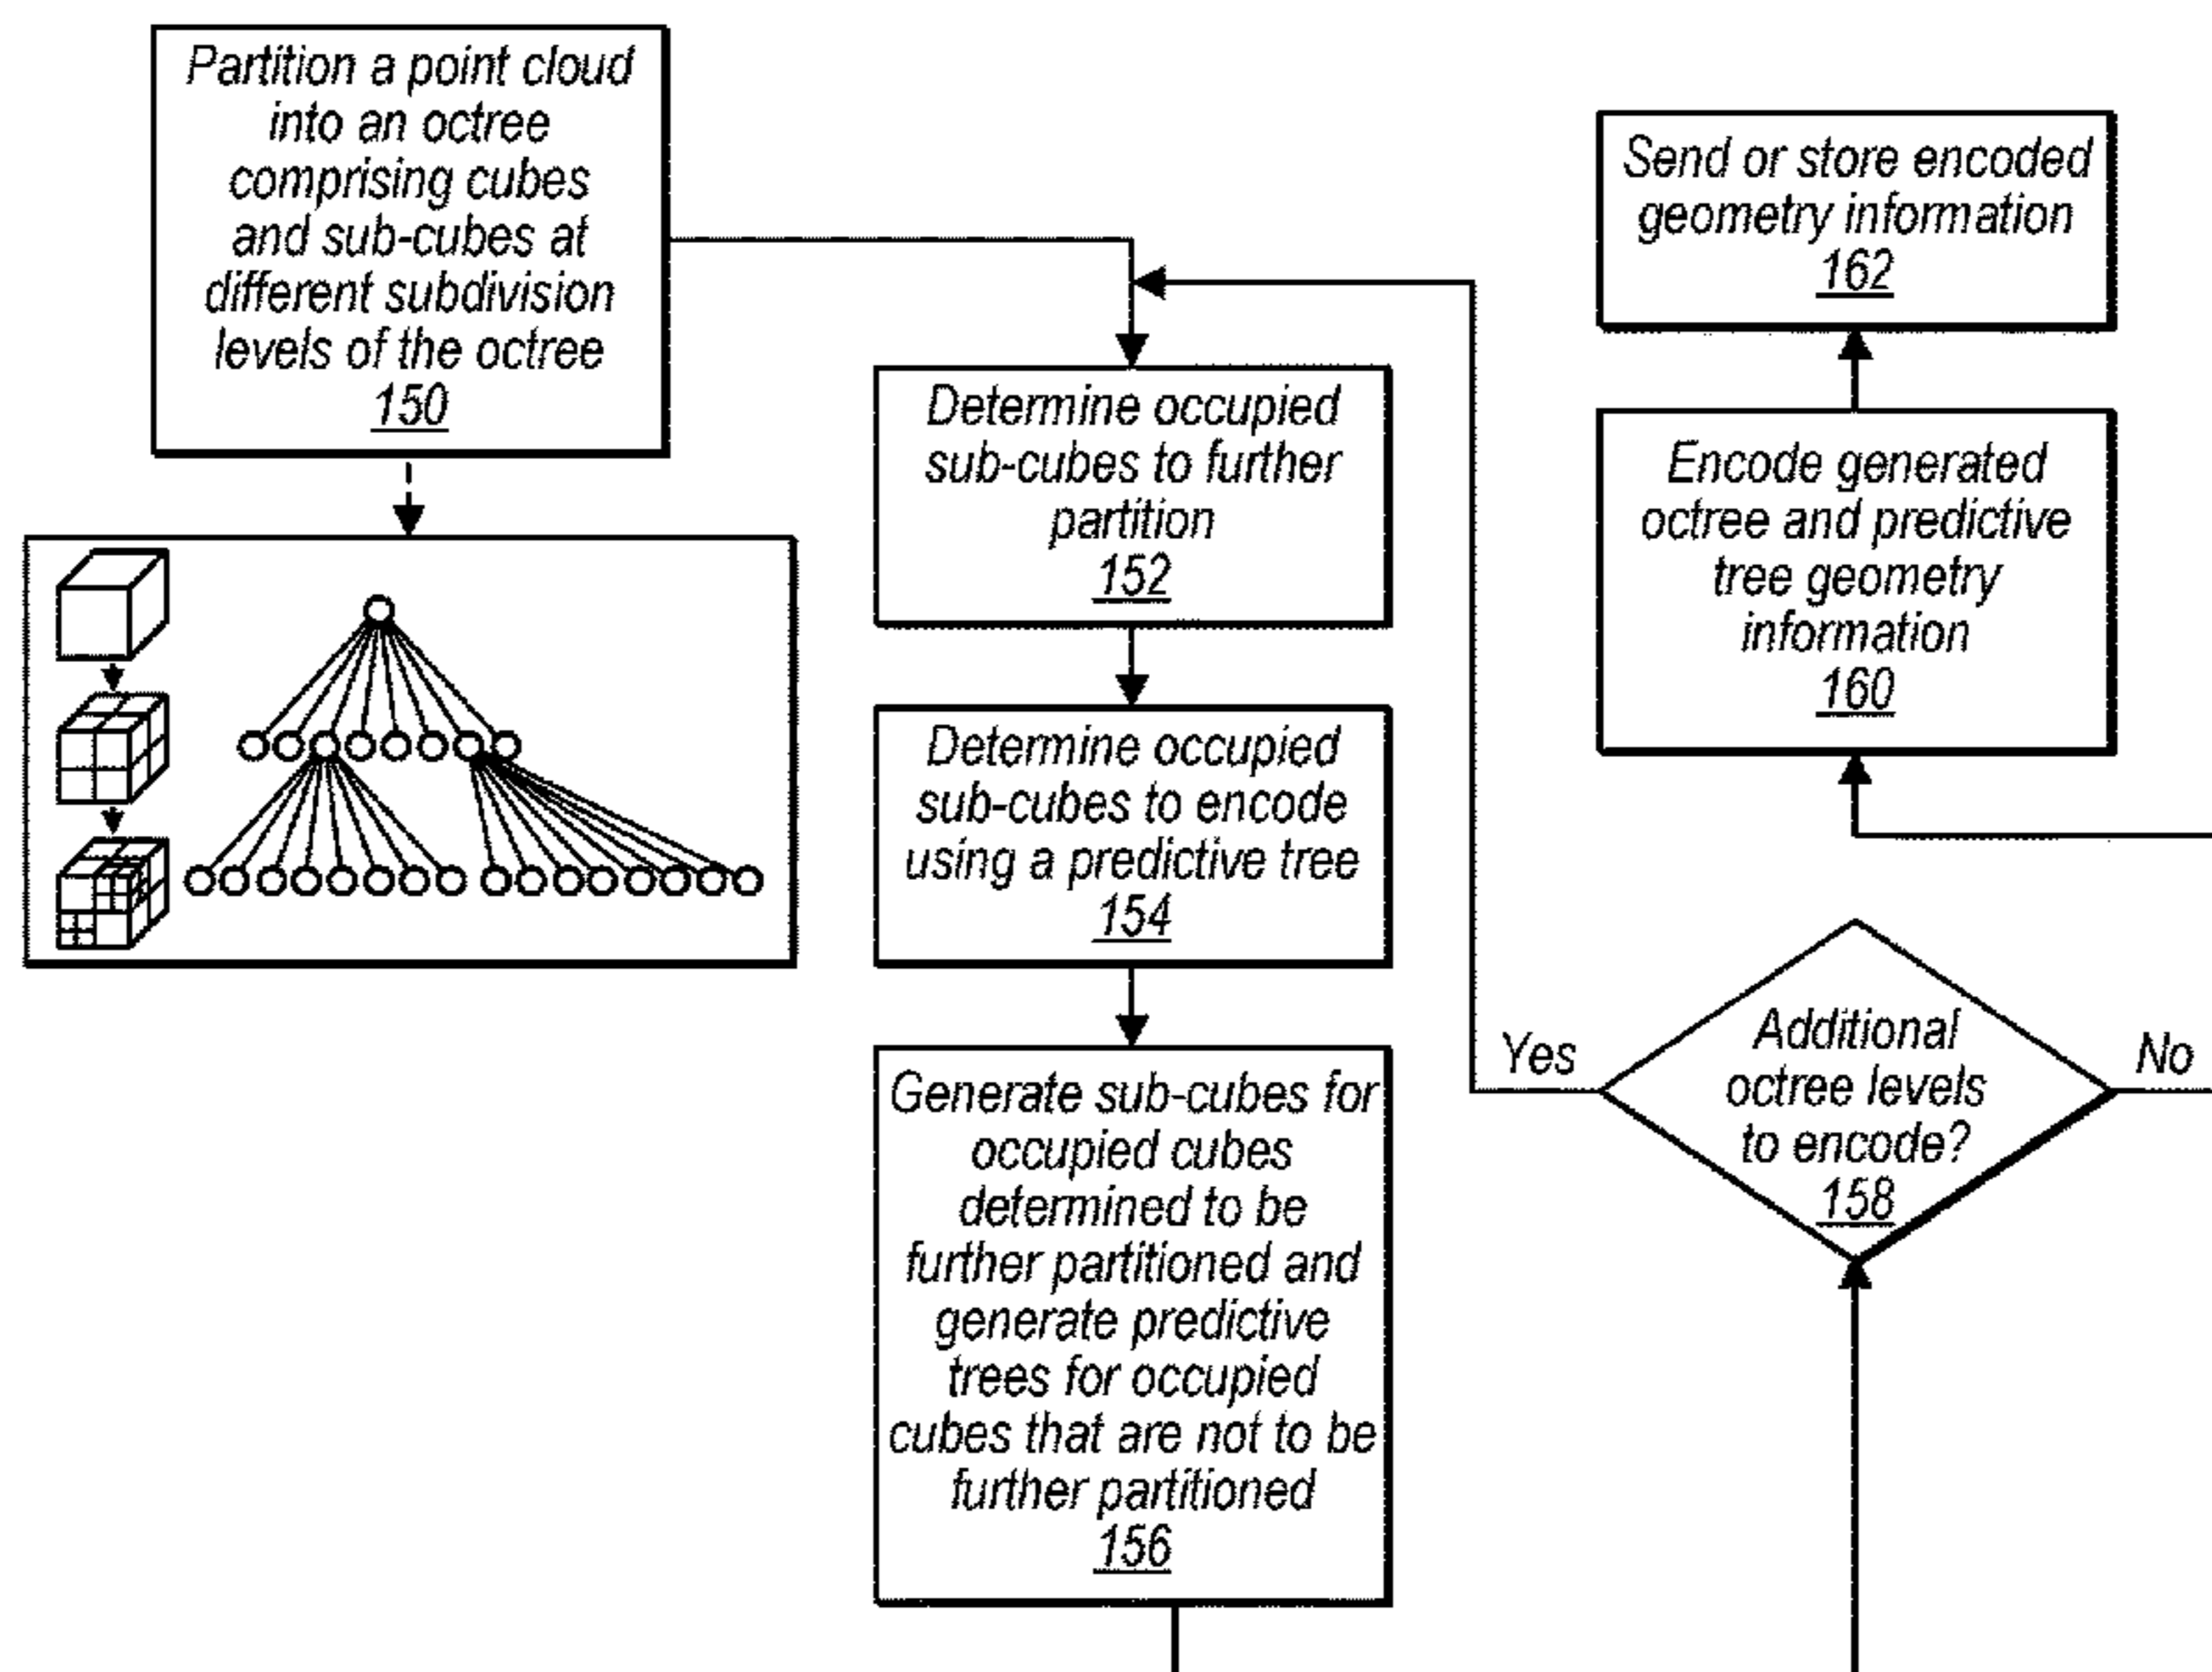 Partition a point cloud
into an octree
comprising cubes
and sub-cubes at
different subdivision
levels of the octree
150
Determine occupied
sub-cubes to further
partition
152
Determine occupied
sub-cubes to encode
using a predictive tree
154
Generate sub-cubes for
occupied cubes
determined to be
further partitioned and
generate predictive
trees for occupied
cubes that are not to be
further partitioned
156
Additional
octree levels
to encode?
158
Yes
No
Encode generated
octree and predictive
tree geometry
information
160
Send or store encoded
geometry information
162